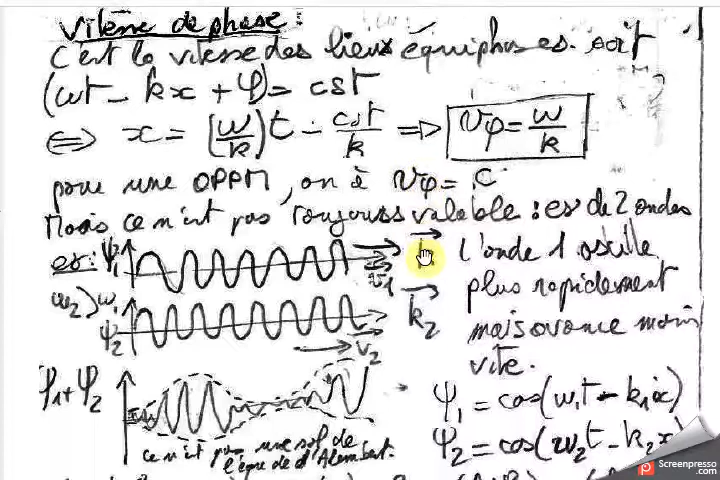 Vitesse de phase :
C'est la vitesse des lieux équiphases. soit
(ωt - kx + φ) = cst
⟺ x = (ω/k)t - cst/k ⟹ vφ = ω/k
pour une OPPM, on a vφ = c
Mais ce n'est pas toujours valable : ex de 2 ondes
ex: ψ1 v1 l'onde 1 oscille
ω2 > ω1 plus rapidement
ψ2 v2 k2 mais avance moins
vite.
ψ1+ψ2 ψ1 = cos(ω1t - k1x)
ψ2 = cos(ω2t - k2x)
ce n'est pas une sol de
l'équ de d'Alembert.
Screenpresso